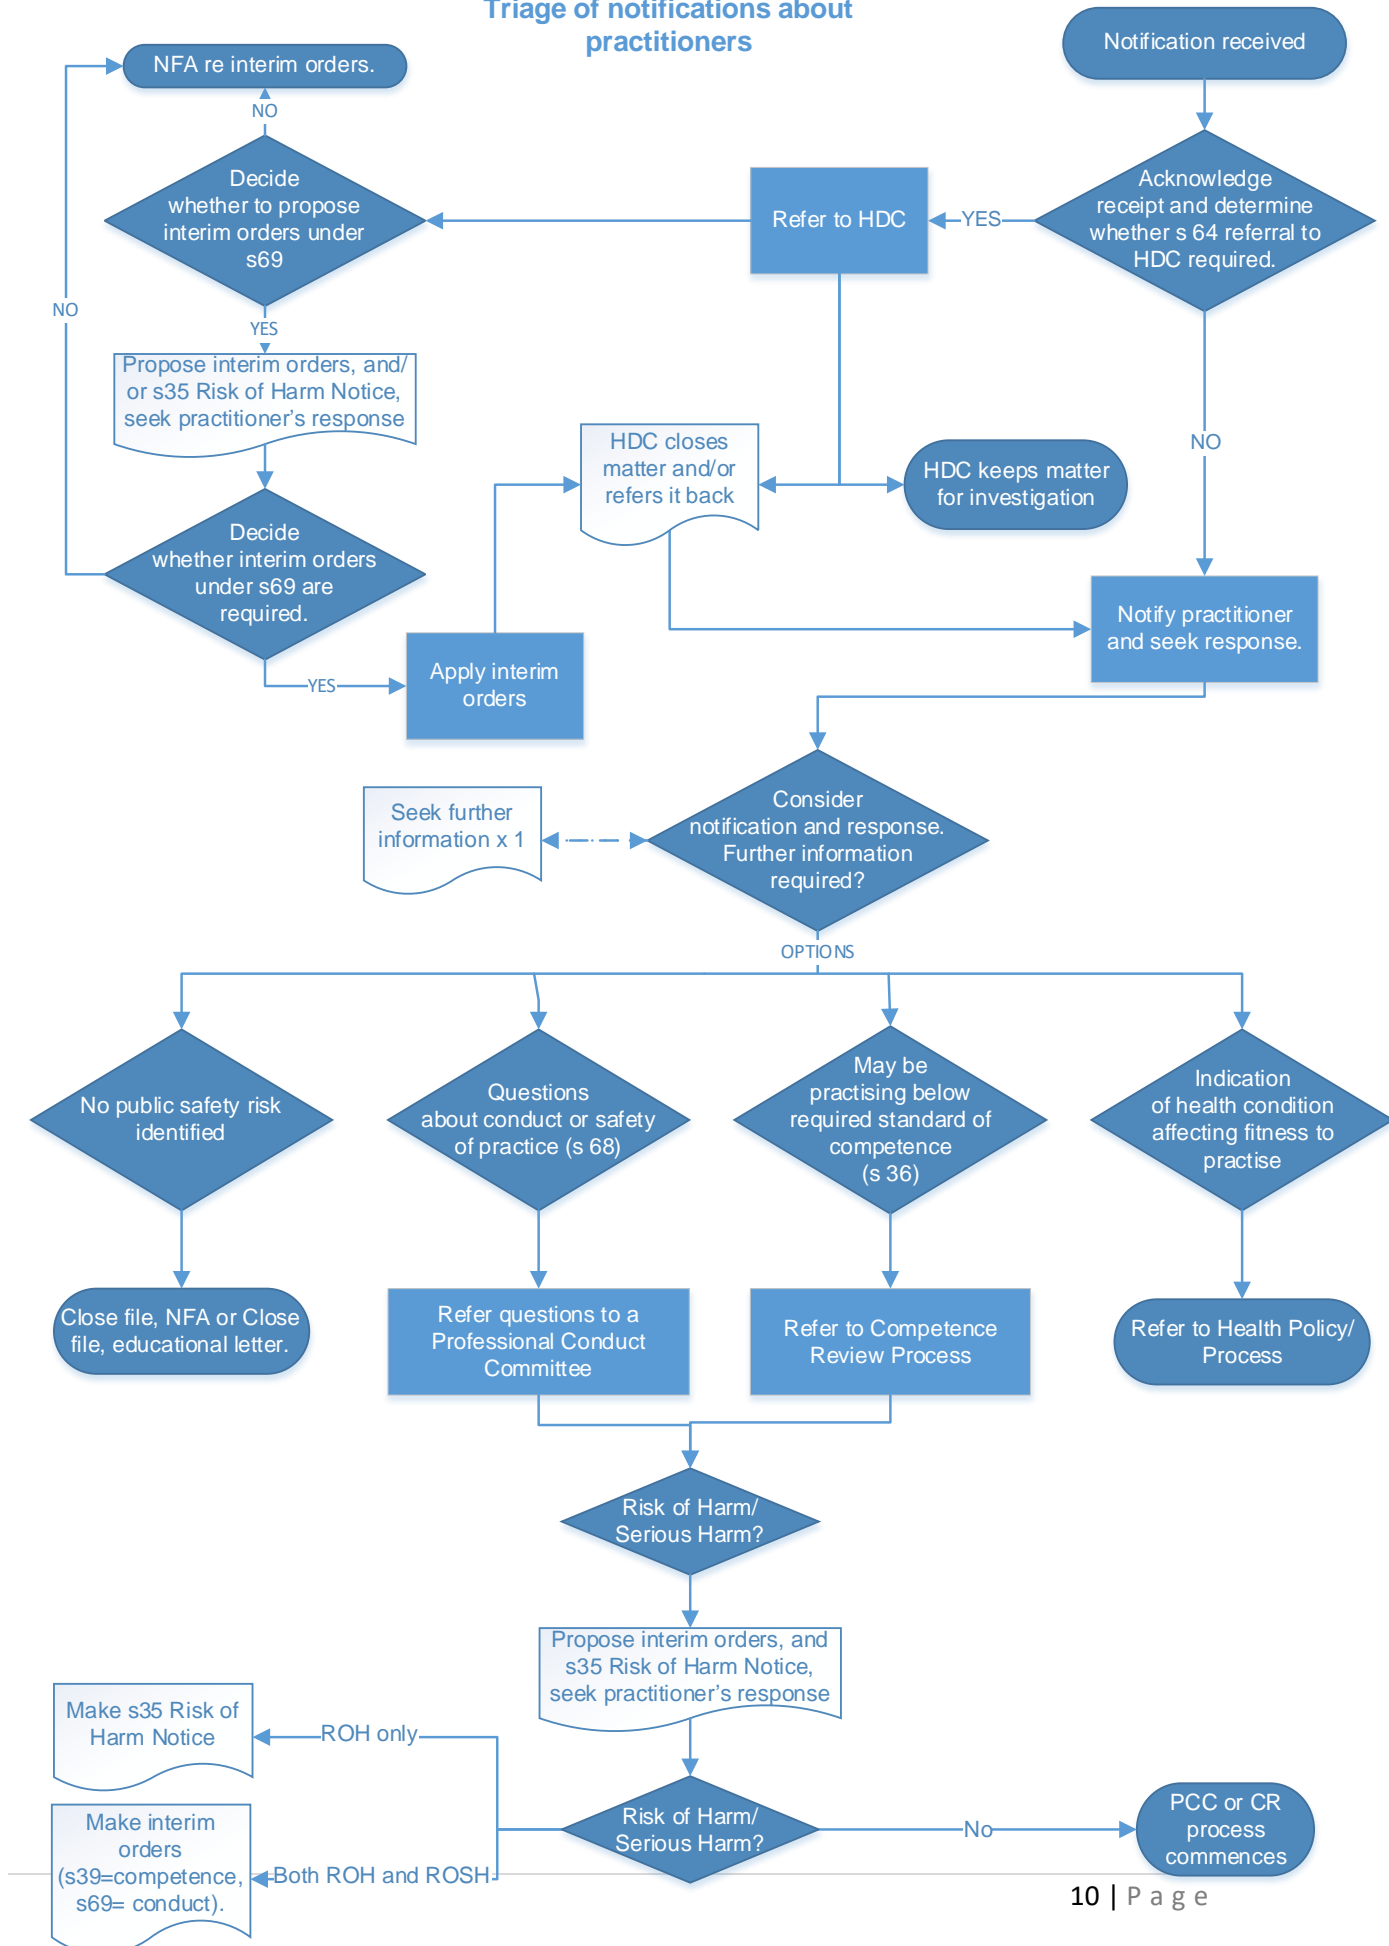 Triage of notifications about
practitioners
Notification received
NFA re interim orders.
NO
Decide
whether to propose
interim orders under
s69
Refer to HDC
YES
Acknowledge
receipt and determine
whether s 64 referral to
HDC required.
NO
YES
Propose interim orders, and/
or s35 Risk of Harm Notice,
seek practitioner's response
HDC closes
matter and/or
refers it back
HDC keeps matter
for investigation
NO
Decide
whether interim orders
under s69 are
required.
Notify practitioner
and seek response.
YES
Apply interim
orders
Seek further
information x 1
Consider
notification and response.
Further information
required?
OPTIONS
No public safety risk
identified
Questions
about conduct or safety
of practice (s 68)
May be
practising below
required standard of
competence
(s 36)
Indication
of health condition
affecting fitness to
practise
Close file, NFA or Close
file, educational letter.
Refer questions to a
Professional Conduct
Committee
Refer to Competence
Review Process
Refer to Health Policy/
Process
Risk of Harm/
Serious Harm?
Propose interim orders, and
s35 Risk of Harm Notice,
seek practitioner's response
Make s35 Risk of
Harm Notice
ROH only
Risk of Harm/
Serious Harm?
No
PCC or CR
process
commences
Make interim
orders
(s39=competence,
s69= conduct).
Both ROH and ROSH
10 | P a g e